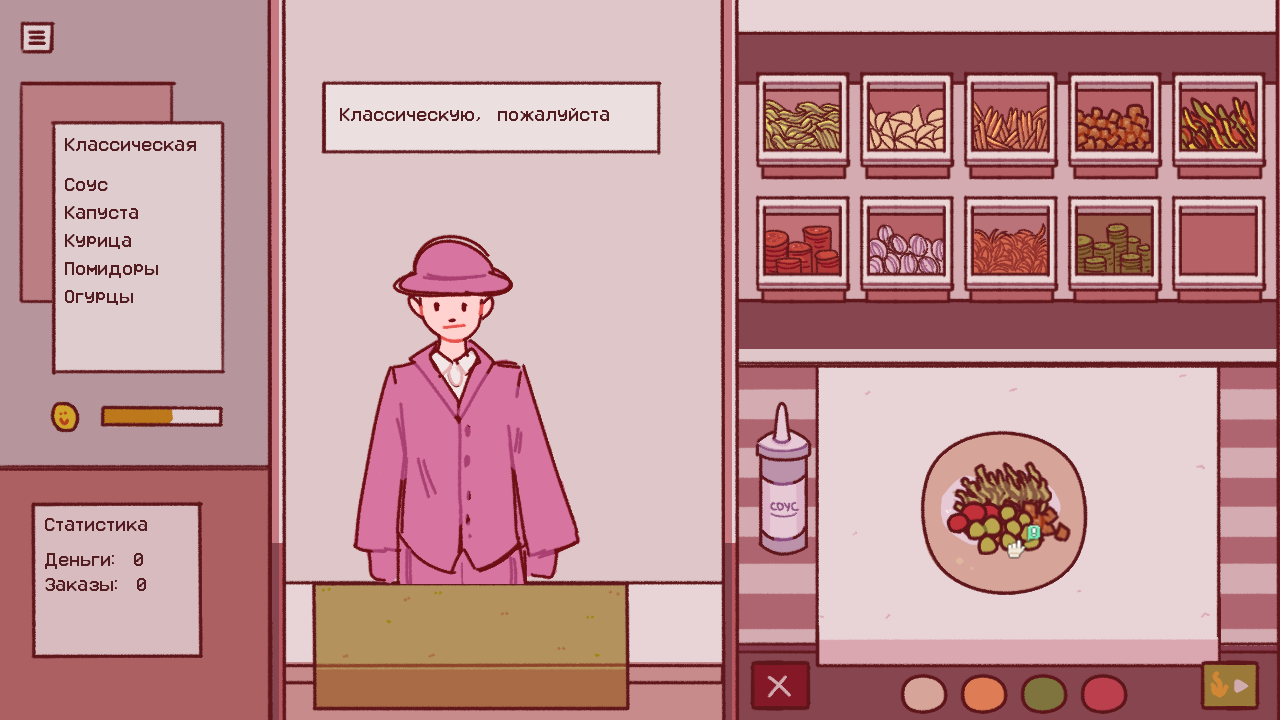 Классическая
Соус
Капуста
Курица
Помидоры
Огурцы
Статистика
Деньги: 0
Заказы: 0
Классическую, пожалуйста
СОУС